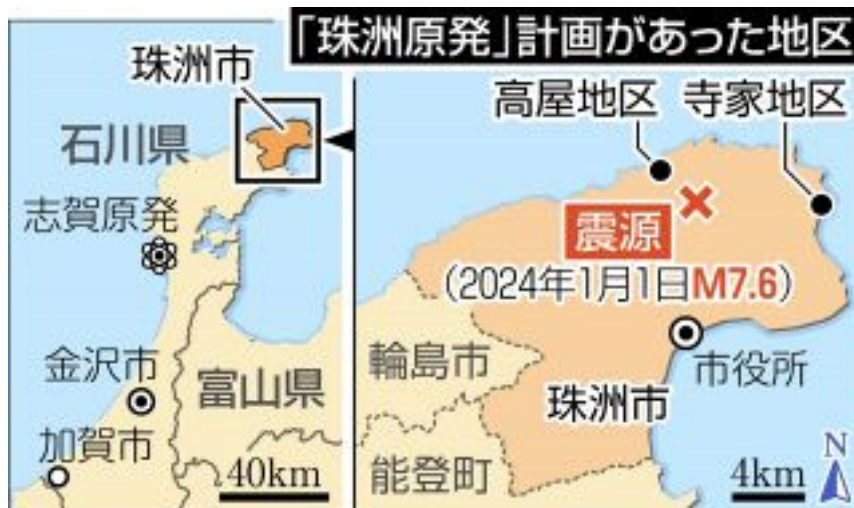 「珠洲原発」計画があった地区
珠洲市
石川県
志賀原発
金沢市
富山県
加賀市
40km
高屋地区
寺家地区
震源
(2024年1月1日M7.6)
輪島市
市役所
珠洲市
能登町
4km
N